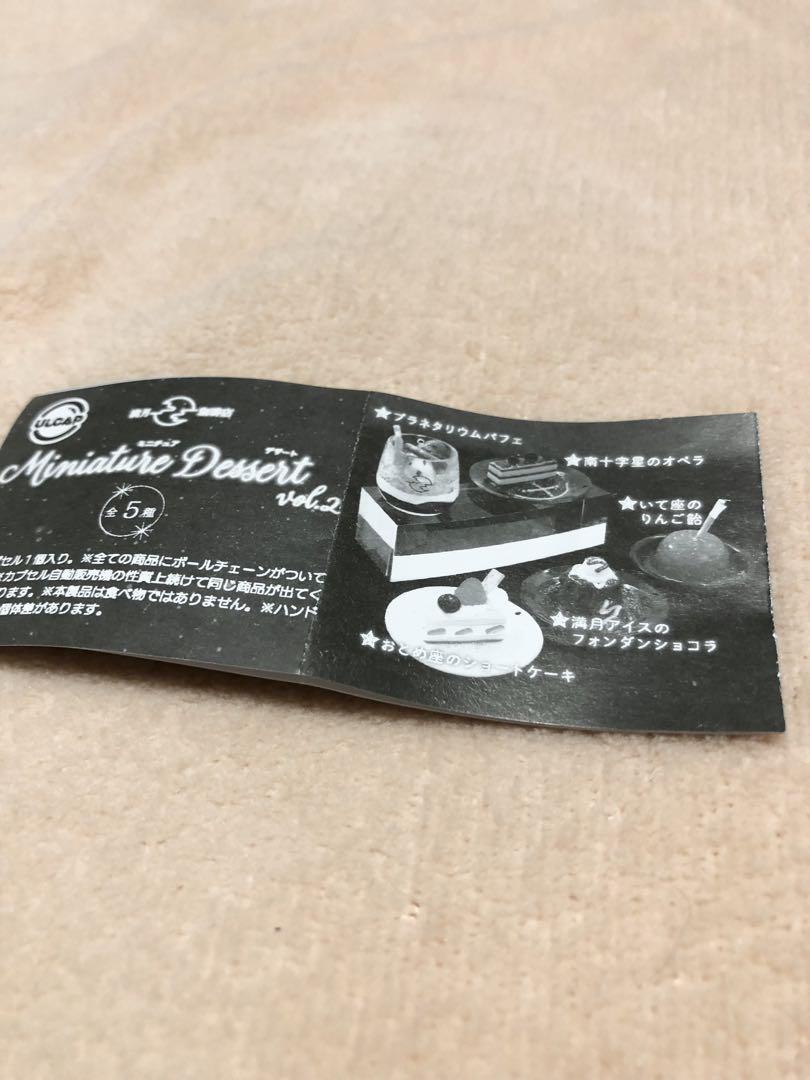 ULCAP
満月珈琲店
ミニチュア デザート
Miniature Dessert
vol.2
全5種
プセル1個入り。※全ての商品にボールチェーンがついて
カプセル自動販売機の性質上続けて同じ商品が出てく
ります。※本製品は食べ物ではありません。※ハンド
個体差があります。
★プラネタリウムパフェ
★南十字星のオペラ
★いて座の
りんご飴
★満月アイスの
フォンダンショコラ
★おとめ座のショートケーキ